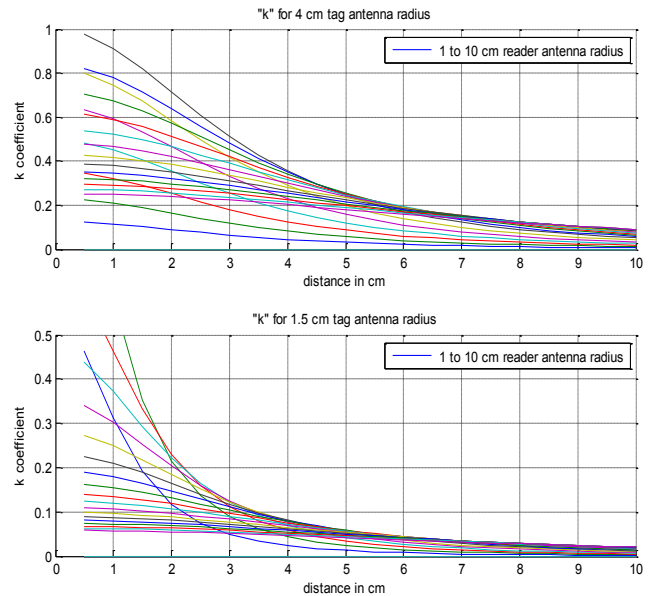 "k" for 4 cm tag antenna radius
1
0.8
0.6
0.4
0.2
0
k coefficient
1 to 10 cm reader antenna radius
0 1 2 3 4 5 6 7 8 9 10
distance in cm
"k" for 1.5 cm tag antenna radius
0.5
0.4
0.3
0.2
0.1
0
k coefficient
1 to 10 cm reader antenna radius
0 1 2 3 4 5 6 7 8 9 10
distance in cm